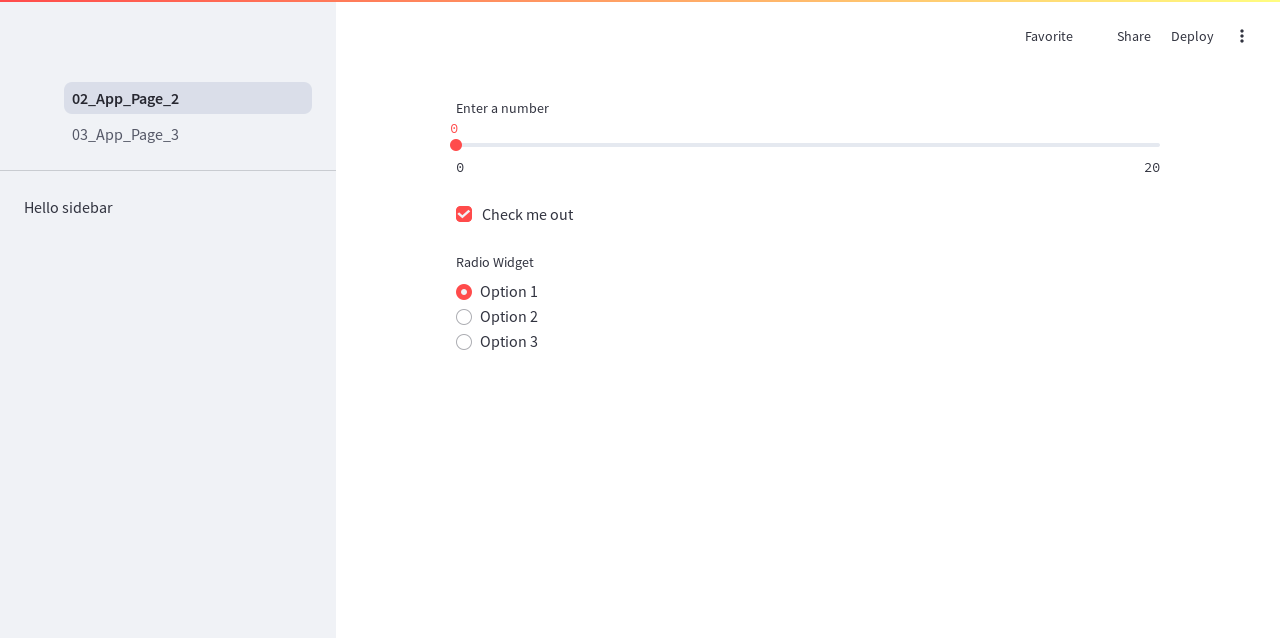 Favorite Share Deploy
02_App_Page_2
03_App_Page_3
Hello sidebar
Enter a number
0
0 20
Check me out
Radio Widget
Option 1
Option 2
Option 3